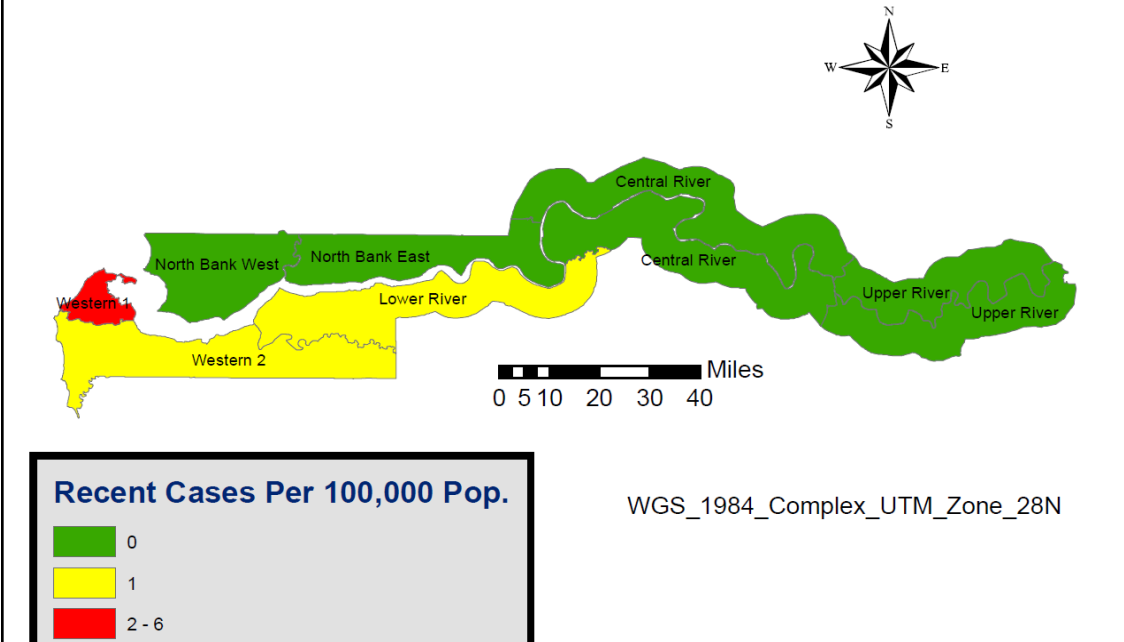 N
W E
S
Central River
North Bank West
North Bank East
Central River
Western 1
Lower River
Upper River
Upper River
Western 2
Miles
0 5 10 20 30 40
Recent Cases Per 100,000 Pop.
WGS_1984_Complex_UTM_Zone_28N
0
1
2 - 6